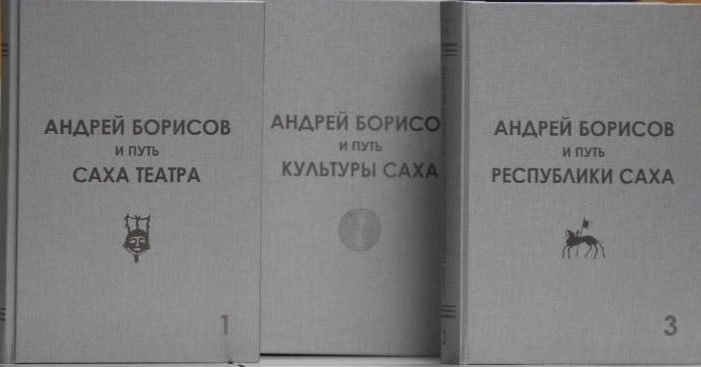 АНДРЕЙ БОРИСОВ
И ПУТЬ
САХА ТЕАТРА
1
АНДРЕЙ БОРИСО
И ПУТЬ
КУЛЬТУРЫ САХА
АНДРЕЙ БОРИСОВ
И ПУТЬ
РЕСПУБЛИКИ САХА
3